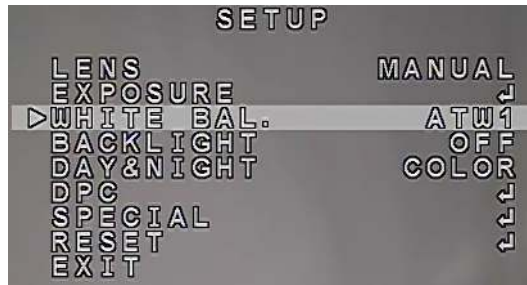 SETUP
LENS MANUAL
EXPOSURE ↲
▷WHITE BAL. ATW1
BACKLIGHT OFF
DAY&NIGHT COLOR
DPC ↲
SPECIAL ↲
RESET ↲
EXIT